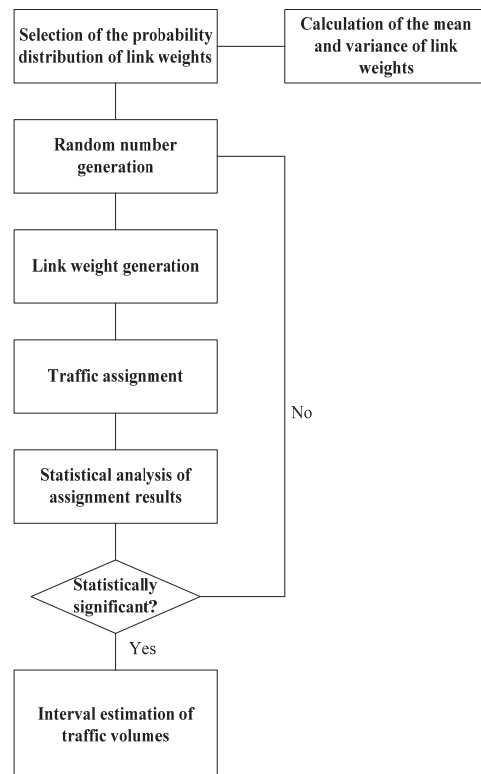 Selection of the probability
distribution of link weights
Calculation of the mean
and variance of link
weights
Random number
generation
Link weight generation
Traffic assignment
No
Statistical analysis of
assignment results
Statistically
significant?
Yes
Interval estimation of
traffic volumes